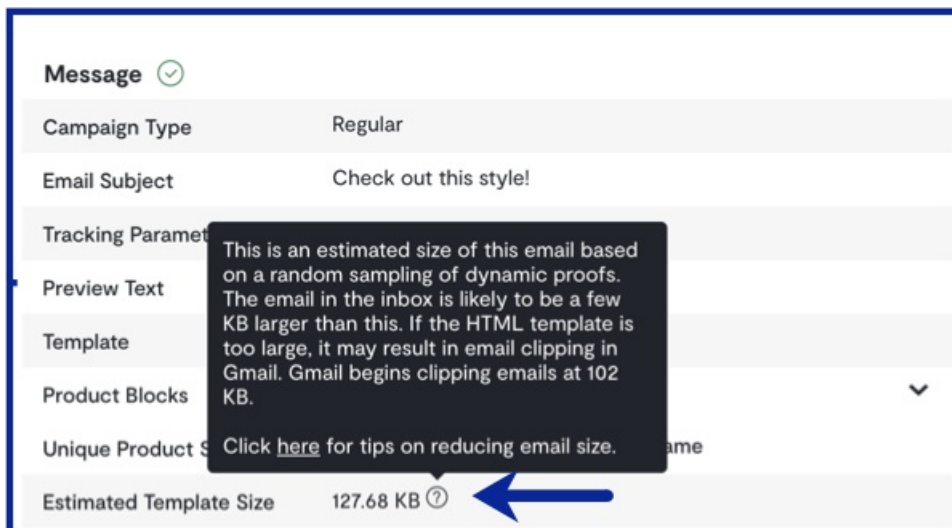 Message
Campaign Type Regular
Email Subject Check out this style!
Tracking Paramet
This is an estimated size of this email based
on a random sampling of dynamic proofs.
The email in the inbox is likely to be a few
KB larger than this. If the HTML template is
too large, it may result in email clipping in
Gmail. Gmail begins clipping emails at 102
KB.
Click here for tips on reducing email size.
Preview Text
Template
Product Blocks
Unique Product S ame
Estimated Template Size 127.68 KB ?